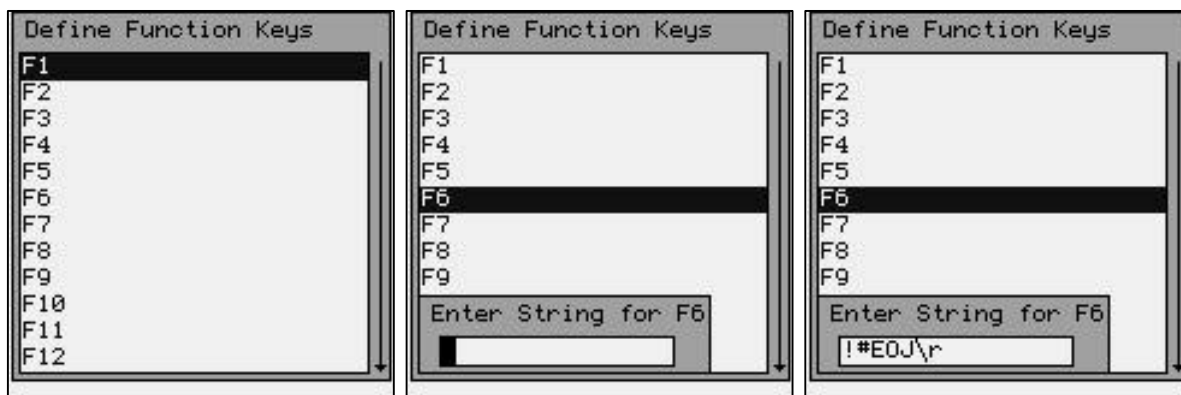 Define Function Keys
F1
F2
F3
F4
F5
F6
F7
F8
F9
F10
F11
F12
Define Function Keys
F1
F2
F3
F4
F5
F6
F7
F8
F9
Enter String for F6
Define Function Keys
F1
F2
F3
F4
F5
F6
F7
F8
F9
Enter String for F6
!#EOJ\r